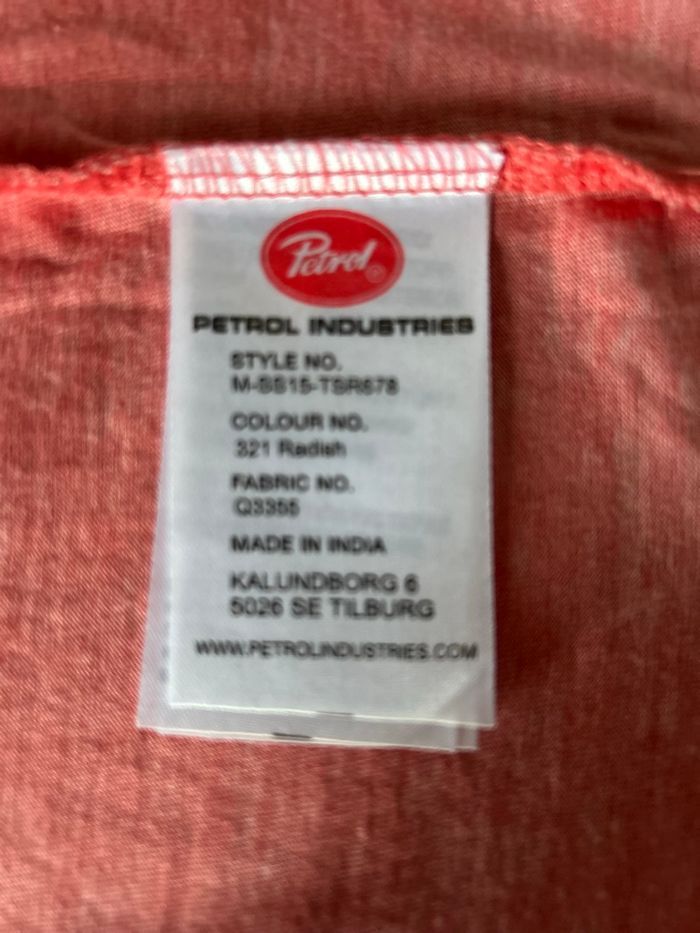 Petrol®
PETROL INDUSTRIES
STYLE NO.
M-SS15-TSR678
COLOUR NO.
321 Radish
FABRIC NO.
Q3355
MADE IN INDIA
KALUNDBORG 6
5026 SE TILBURG
WWW.PETROLINDUSTRIES.COM